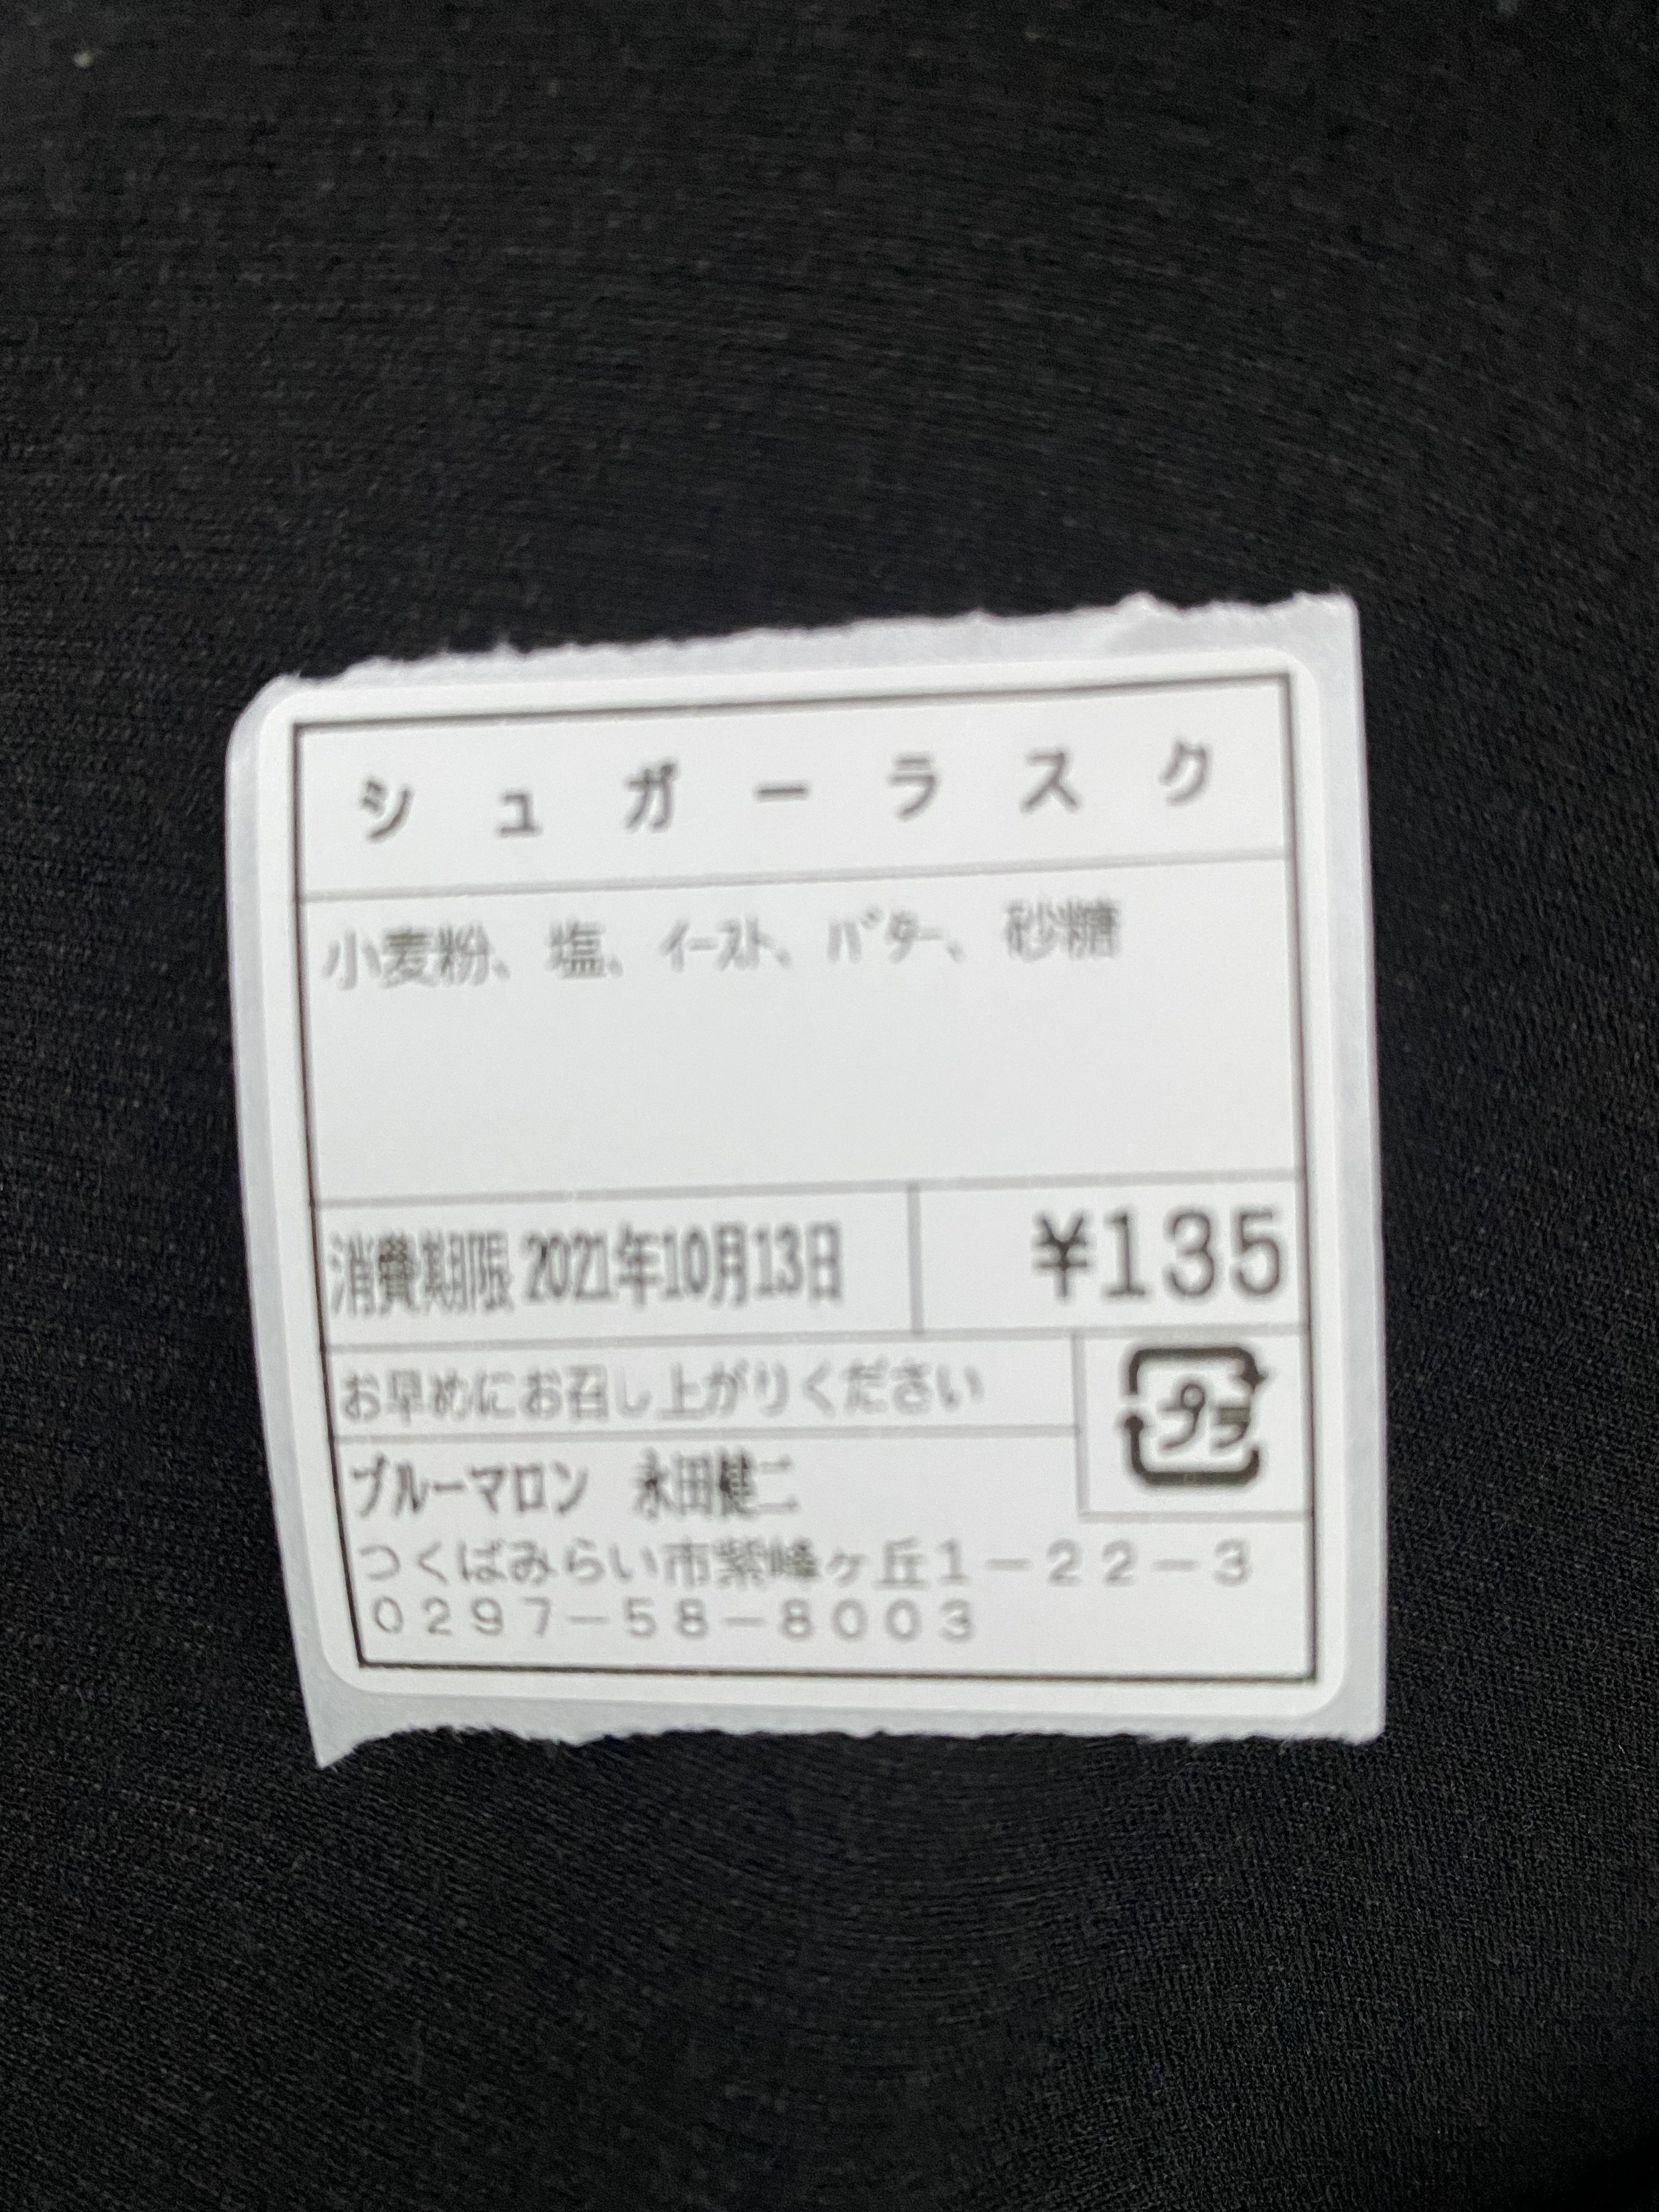 シュガーラスク
小麦粉、塩、ｲｰｽﾄ、ﾊﾞﾀｰ、砂糖
消費期限 2021年10月13日
¥135
お早めにお召し上がりください
プラ
ブルーマロン　永田健二
つくばみらい市紫峰ヶ丘１－２２－３
０２９７－５８－８００３